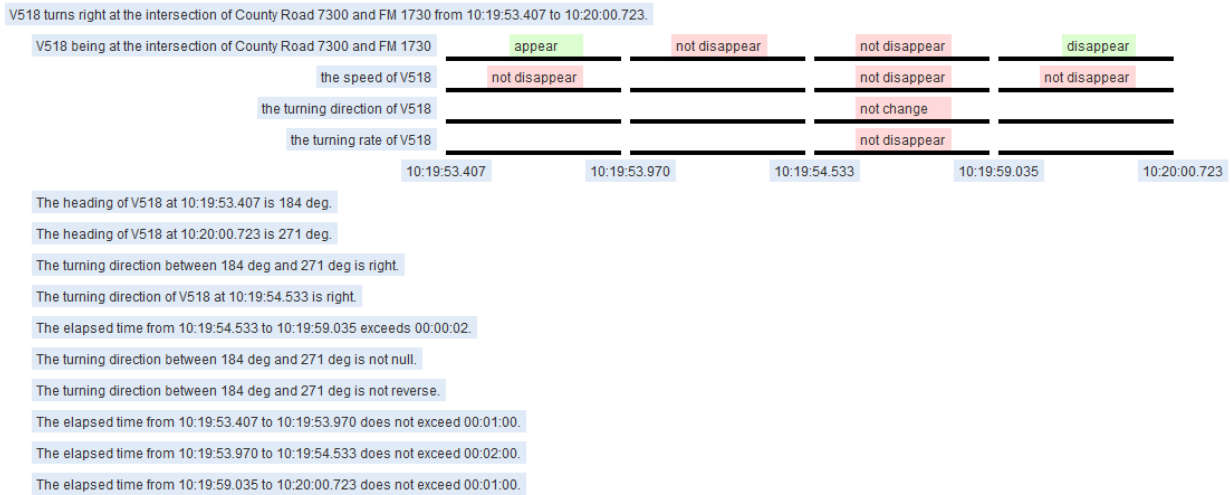 V518 turns right at the intersection of County Road 7300 and FM 1730 from 10:19:53.407 to 10:20:00.723.
V518 being at the intersection of County Road 7300 and FM 1730 appear not disappear not disappear disappear
the speed of V518 not disappear not disappear not disappear
the turning direction of V518 not change
the turning rate of V518 not disappear
10:19:53.407 10:19:53.970 10:19:54.533 10:19:59.035 10:20:00.723
The heading of V518 at 10:19:53.407 is 184 deg.
The heading of V518 at 10:20:00.723 is 271 deg.
The turning direction between 184 deg and 271 deg is right.
The turning direction of V518 at 10:19:54.533 is right.
The elapsed time from 10:19:54.533 to 10:19:59.035 exceeds 00:00:02.
The turning direction between 184 deg and 271 deg is not null.
The turning direction between 184 deg and 271 deg is not reverse.
The elapsed time from 10:19:53.407 to 10:19:53.970 does not exceed 00:01:00.
The elapsed time from 10:19:53.970 to 10:19:54.533 does not exceed 00:02:00.
The elapsed time from 10:19:59.035 to 10:20:00.723 does not exceed 00:01:00.